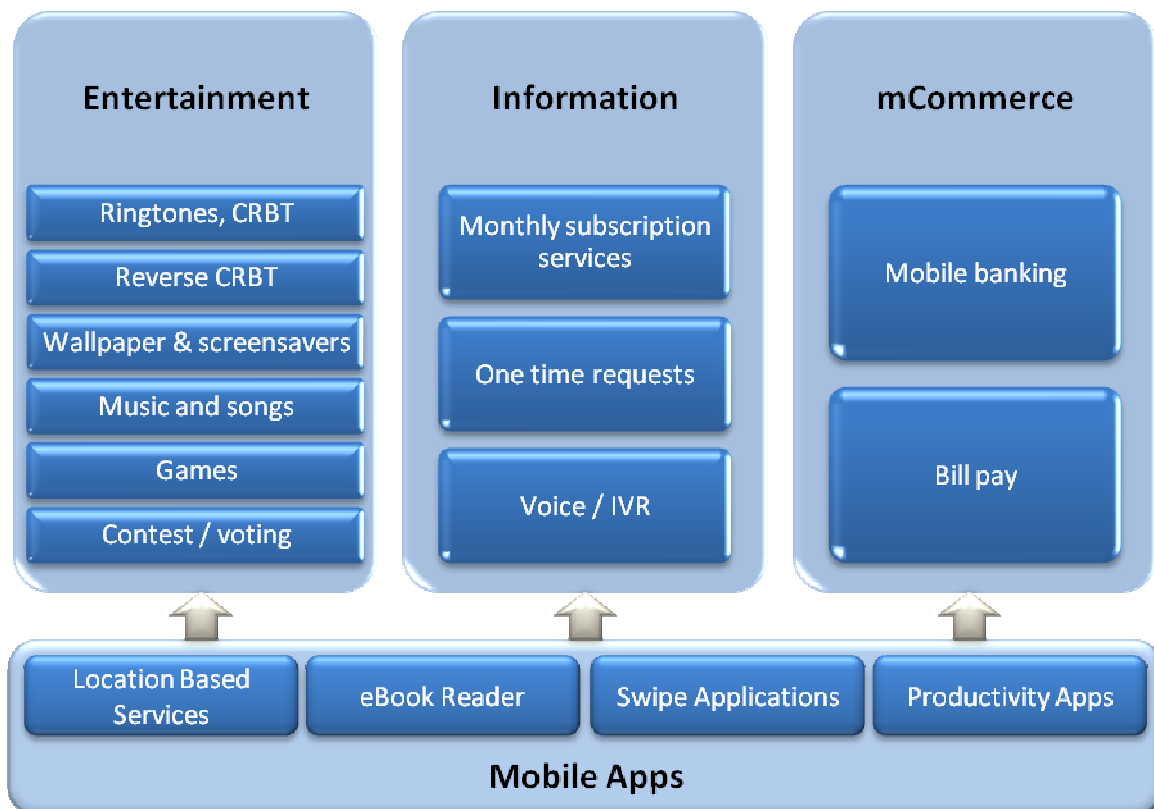 Entertainment
Ringtones, CRBT
Reverse CRBT
Wallpaper & screensavers
Music and songs
Games
Contest / voting
Information
Monthly subscription
services
One time requests
Voice / IVR
mCommerce
Mobile banking
Bill pay
Location Based
Services
eBook Reader
Swipe Applications
Productivity Apps
Mobile Apps